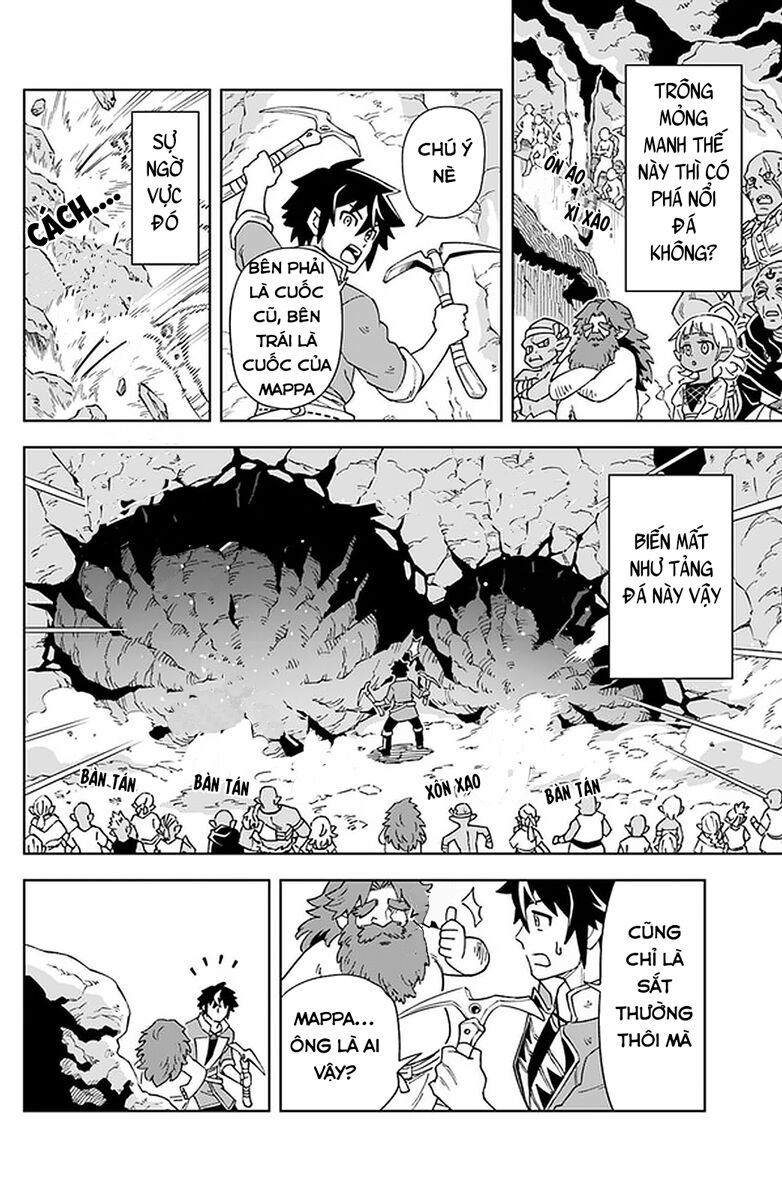 TRÔNG
MỎNG
MANH THẾ
NÀY THÌ CÓ
PHÁ NỔI
ĐÁ
KHÔNG?
ỒN ÀO
XÌ XÀO
CHÚ Ý
NÈ
BÊN PHẢI
LÀ CUỐC
CŨ, BÊN
TRÁI LÀ
CUỐC CỦA
MAPPA
SỰ
NGỜ
VỰC
ĐÓ
CÁCH....
BIẾN MẤT
NHƯ TẢNG
ĐÁ NÀY VẬY
BÀN TÁN
BÀN TÁN
XÔN XAO
BÀN TÁN
CŨNG
CHỈ LÀ
SẮT
THƯỜNG
THÔI MÀ
MAPPA...
ÔNG LÀ AI
VẬY?